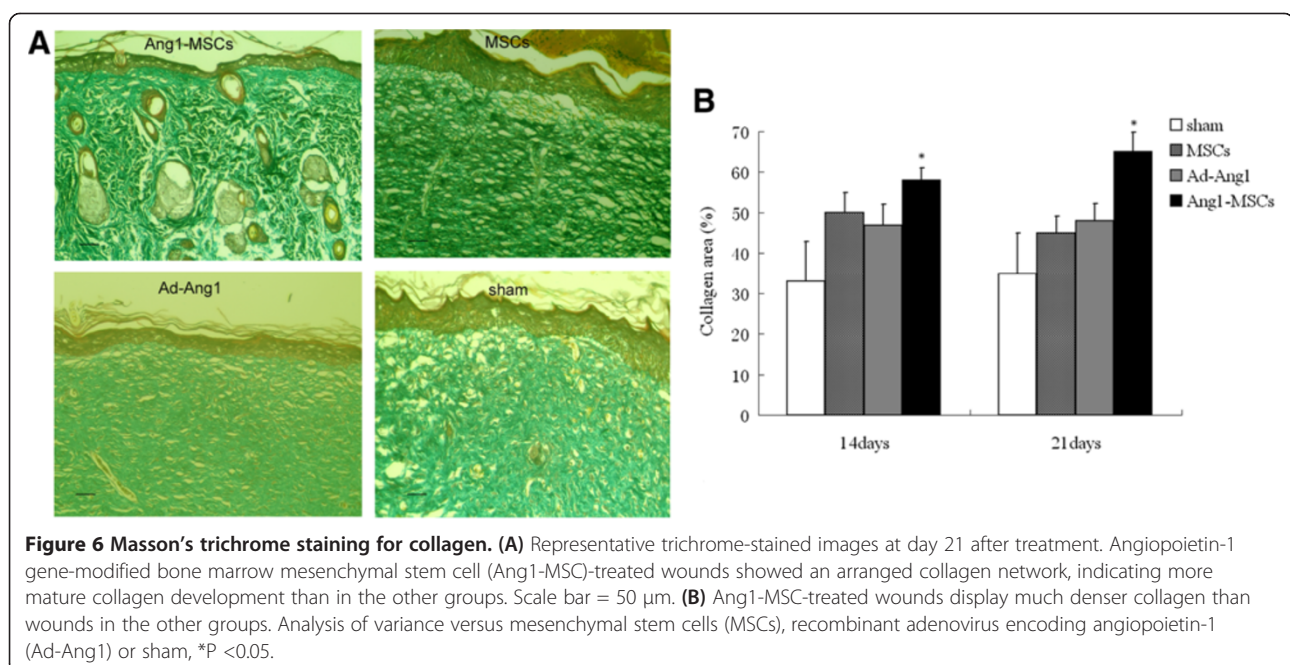 A
Ang1-MSCs
MSCs
Ad-Ang1
sham
B
Collagen area (%)
70
60
50
40
30
20
10
0
14days
21days
*
*
sham
MSCs
Ad-Ang1
Ang1-MSCs
Figure 6 Masson's trichrome staining for collagen. (A) Representative trichrome-stained images at day 21 after treatment. Angiopoietin-1
gene-modified bone marrow mesenchymal stem cell (Ang1-MSC)-treated wounds showed an arranged collagen network, indicating more
mature collagen development than in the other groups. Scale bar = 50 μm. (B) Ang1-MSC-treated wounds display much denser collagen than
wounds in the other groups. Analysis of variance versus mesenchymal stem cells (MSCs), recombinant adenovirus encoding angiopoietin-1
(Ad-Ang1) or sham, *P <0.05.